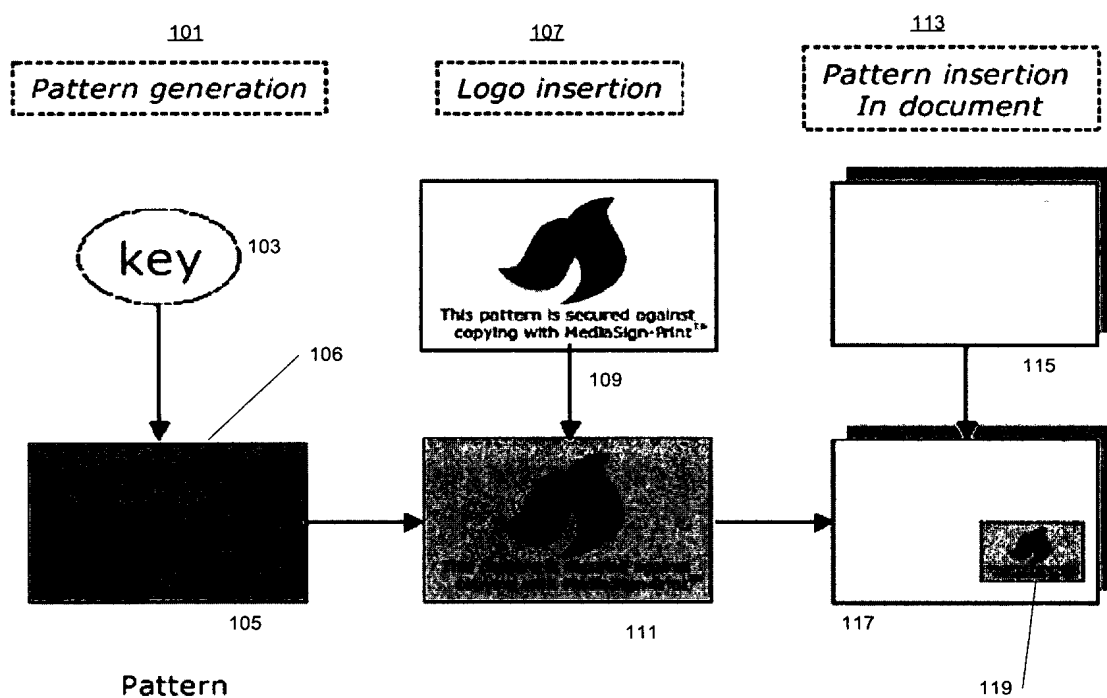 101
107
113
Pattern generation
Logo insertion
Pattern insertion
In document
key
103
This pattern is secured against
copying with MediaSign-Print™
106
109
115
105
111
117
Pattern
119